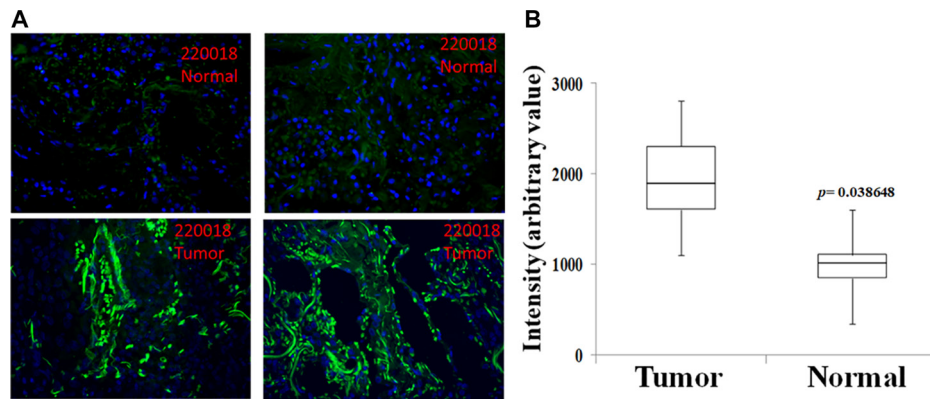 A
220018
Normal
220018
Normal
220018
Tumor
220018
Tumor
B
Intensity (arbitrary value)
3000
2000
1000
0
p= 0.038648
Tumor
Normal